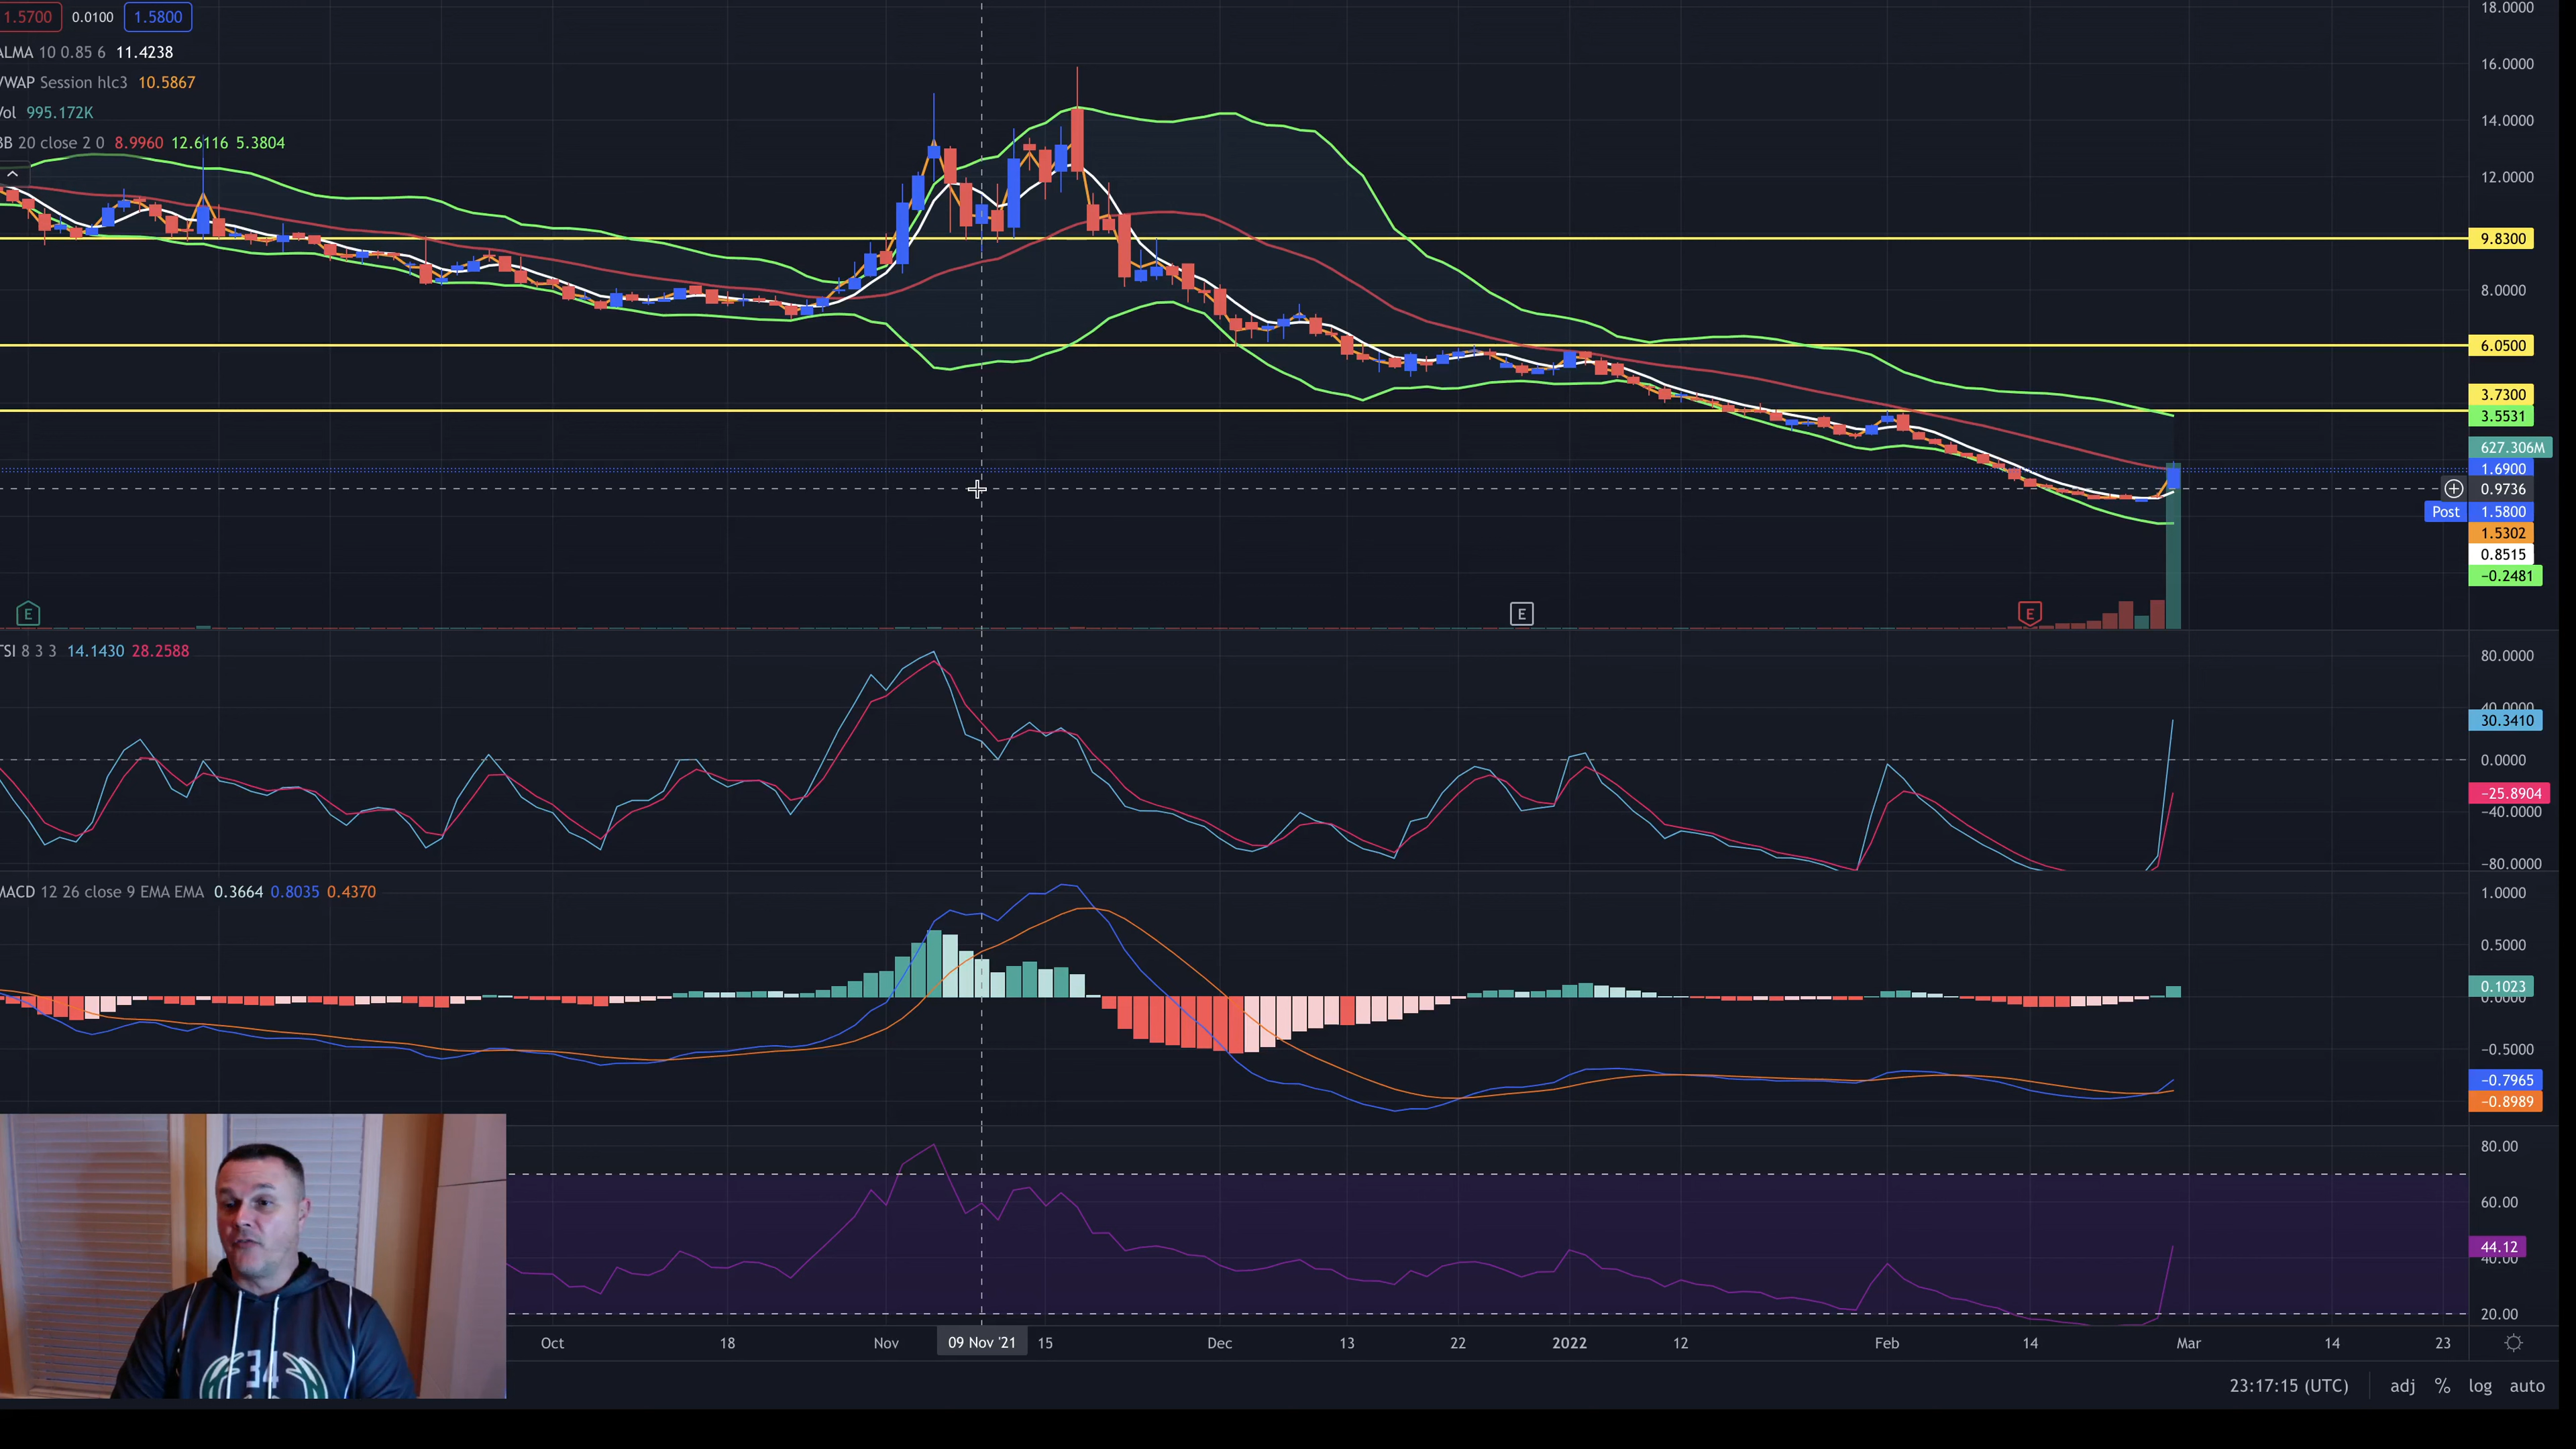 1.5700 0.0100 1.5800
ALMA 10 0.85 6 11.4238
VWAP Session hlc3 10.5867
Vol 995.172K
BB 20 close 2 0 8.9960 12.6116 5.3804
18.0000
16.0000
14.0000
12.0000
9.8300
8.0000
6.0500
3.7300
3.5531
627.306M
1.6900
0.9736
Post 1.5800
1.5302
0.8515
−0.2481
E E E
TSI 8 3 3 14.1430 28.2588
80.0000
40.0000
30.3410
0.0000
−25.8904
−40.0000
−80.0000
MACD 12 26 close 9 EMA EMA 0.3664 0.8035 0.4370
1.0000
0.5000
0.1023
0.0000
−0.5000
−0.7965
−0.8989
80.00
60.00
44.12
40.00
20.00
34
Oct 18 Nov 09 Nov '21 15 Dec 13 22 2022 12 Feb 14 Mar 14 23
23:17:15 (UTC) adj % log auto